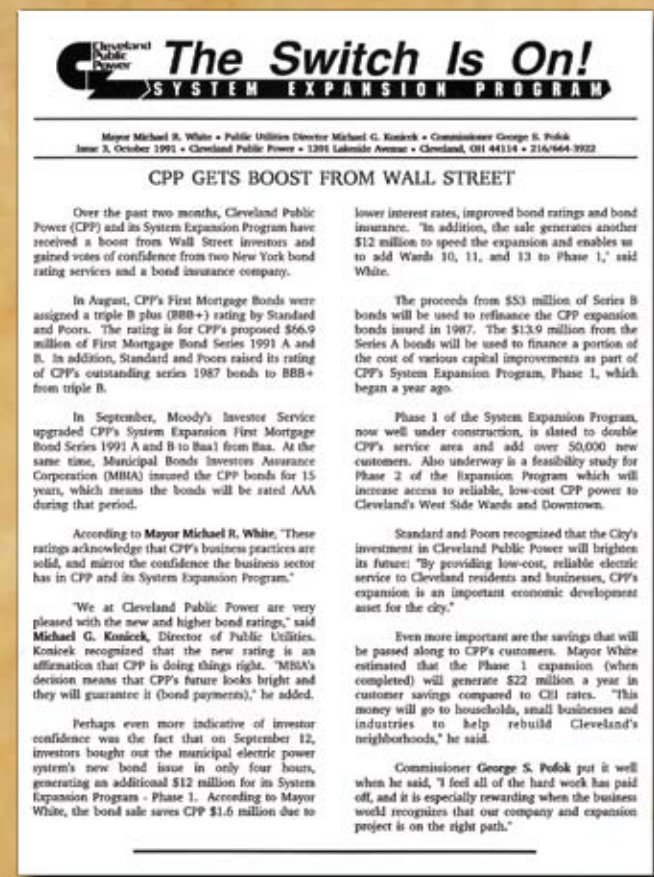 Cleveland
Public
Power
The Switch Is On!
SYSTEM EXPANSION PROGRAM
Mayor Michael R. White • Public Utilities Director Michael G. Konicek • Commissioner George S. Pofok
Issue 3, October 1991 • Cleveland Public Power • 1201 Lakeside Avenue • Cleveland, OH 44114 • 216/664-3922
CPP GETS BOOST FROM WALL STREET
Over the past two months, Cleveland Public
Power (CPP) and its System Expansion Program have
received a boost from Wall Street investors and
gained votes of confidence from two New York bond
rating services and a bond insurance company.
In August, CPP's First Mortgage Bonds were
assigned a triple B plus (BBB+) rating by Standard
and Poors. The rating is for CPP's proposed $66.9
million of First Mortgage Bond Series 1991 A and
B. In addition, Standard and Poors raised its rating
of CPP's outstanding series 1987 bonds to BBB+
from triple B.
In September, Moody's Investor Service
upgraded CPP's System Expansion First Mortgage
Bond Series 1991 A and B to Baa1 from Baa. At the
same time, Municipal Bonds Investors Assurance
Corporation (MBIA) insured the CPP bonds for 15
years, which means the bonds will be rated AAA
during that period.
According to Mayor Michael R. White, "These
ratings acknowledge that CPP's business practices are
solid, and mirror the confidence the business sector
has in CPP and its System Expansion Program."
"We at Cleveland Public Power are very
pleased with the new and higher bond ratings," said
Michael G. Konicek, Director of Public Utilities.
Konicek recognized that the new rating is an
affirmation that CPP is doing things right. "MBIA's
decision means that CPP's future looks bright and
they will guarantee it (bond payments)," he added.
Perhaps even more indicative of investor
confidence was the fact that on September 12,
investors bought out the municipal electric power
system's new bond issue in only four hours,
generating an additional $12 million for its System
Expansion Program - Phase 1. According to Mayor
White, the bond sale saves CPP $1.6 million due to
lower interest rates, improved bond ratings and bond
insurance. "In addition, the sale generates another
$12 million to speed the expansion and enables us
to add Wards 10, 11, and 13 to Phase 1," said
White.
The proceeds from $53 million of Series B
bonds will be used to refinance the CPP expansion
bonds issued in 1987. The $13.9 million from the
Series A bonds will be used to finance a portion of
the cost of various capital improvements as part of
CPP's System Expansion Program, Phase 1, which
began a year ago.
Phase 1 of the System Expansion Program,
now well under construction, is slated to double
CPP's service area and add over 50,000 new
customers. Also underway is a feasibility study for
Phase 2 of the Expansion Program which will
increase access to reliable, low-cost CPP power to
Cleveland's West Side Wards and Downtown.
Standard and Poors recognized that the City's
investment in Cleveland Public Power will brighten
its future: "By providing low-cost, reliable electric
service to Cleveland residents and businesses, CPP's
expansion is an important economic development
asset for the city."
Even more important are the savings that will
be passed along to CPP's customers. Mayor White
estimated that the Phase 1 expansion (when
completed) will generate $22 million a year in
customer savings compared to CEI rates. "This
money will go to households, small businesses and
industries to help rebuild Cleveland's
neighborhoods," he said.
Commissioner George S. Pofok put it well
when he said, "I feel all of the hard work has paid
off, and it is especially rewarding when the business
world recognizes that our company and expansion
project is on the right path."